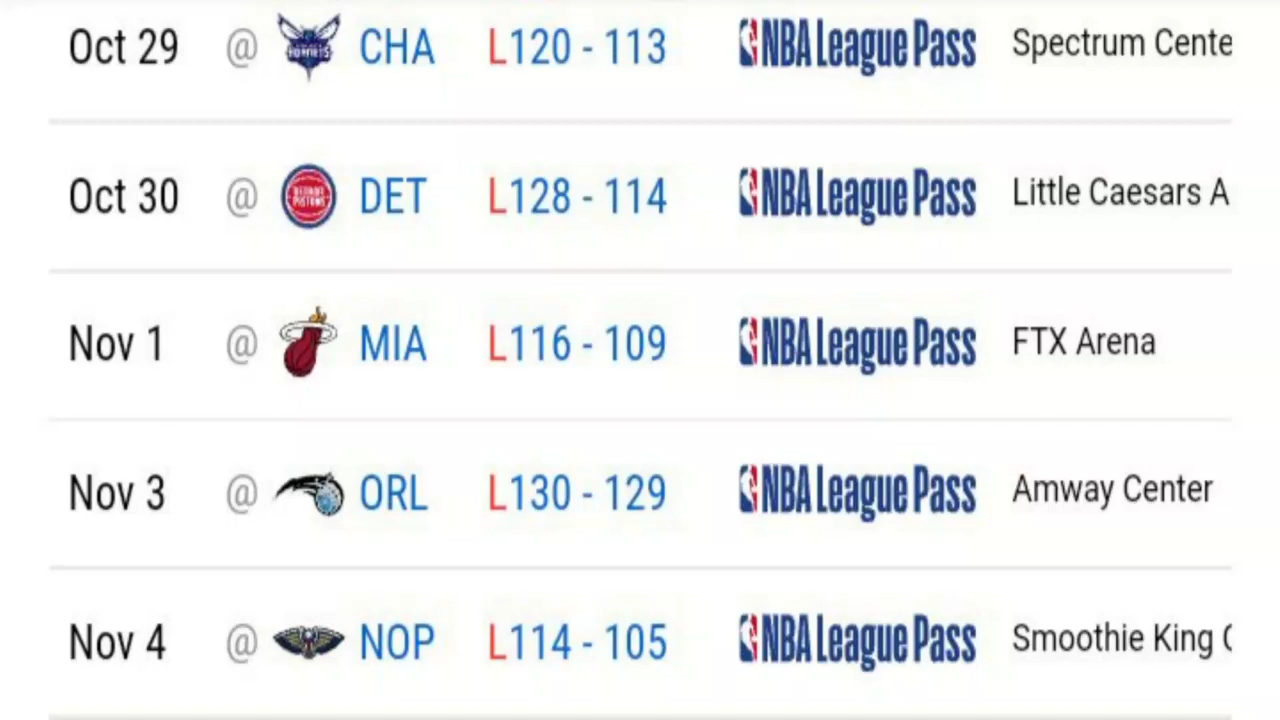 Oct 29 @ CHA L120 - 113 NBA League Pass Spectrum Cente
Oct 30 @ DET L128 - 114 NBA League Pass Little Caesars A
Nov 1 @ MIA L116 - 109 NBA League Pass FTX Arena
Nov 3 @ ORL L130 - 129 NBA League Pass Amway Center
Nov 4 @ NOP L114 - 105 NBA League Pass Smoothie King